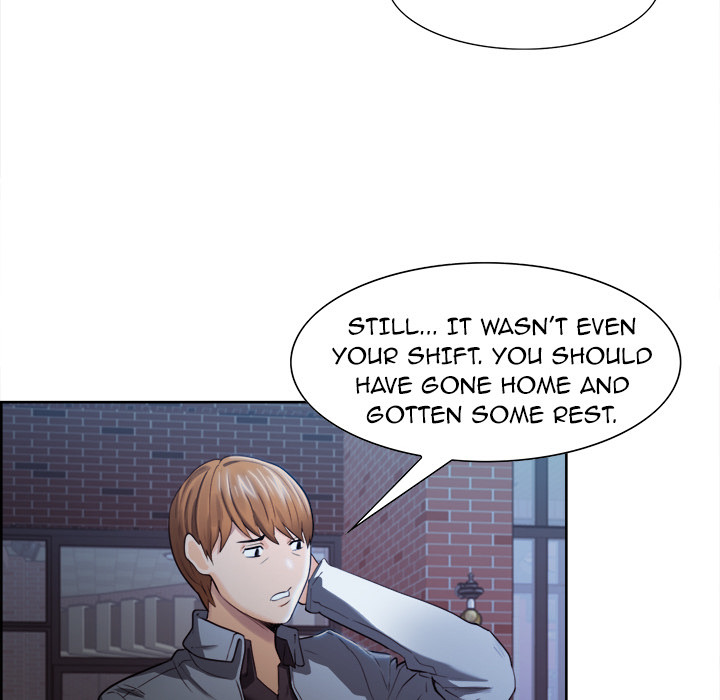 STILL... IT WASN'T EVEN
YOUR SHIFT. YOU SHOULD
HAVE GONE HOME AND
GOTTEN SOME REST.